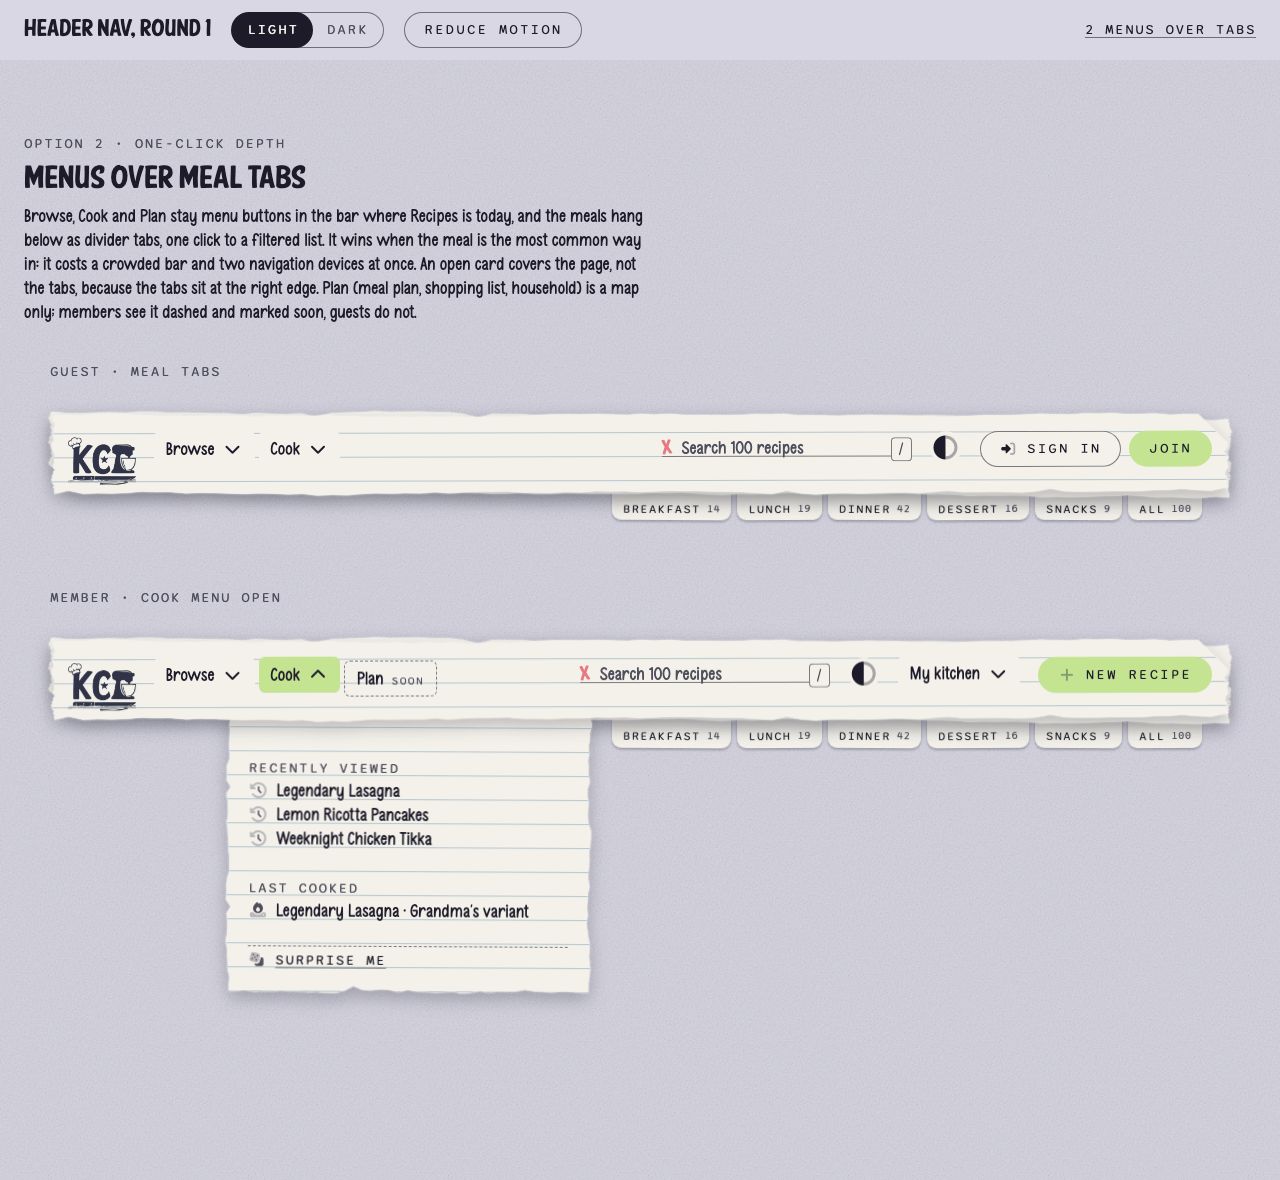 HEADER NAV, ROUND 1
LIGHT
DARK
REDUCE MOTION
2 MENUS OVER TABS
OPTION 2 · ONE-CLICK DEPTH
MENUS OVER MEAL TABS
Browse, Cook and Plan stay menu buttons in the bar where Recipes is today, and the meals hang
below as divider tabs, one click to a filtered list. It wins when the meal is the most common way
in: it costs a crowded bar and two navigation devices at once. An open card covers the page, not
the tabs, because the tabs sit at the right edge. Plan (meal plan, shopping list, household) is a map
only; members see it dashed and marked soon, guests do not.
GUEST · MEAL TABS
KCE
Browse
Cook
Search 100 recipes
/
SIGN IN
JOIN
BREAKFAST 14
LUNCH 19
DINNER 42
DESSERT 16
SNACKS 9
ALL 100
MEMBER · COOK MENU OPEN
KCE
Browse
Cook
Plan SOON
Search 100 recipes
/
My kitchen
+ NEW RECIPE
BREAKFAST 14
LUNCH 19
DINNER 42
DESSERT 16
SNACKS 9
ALL 100
RECENTLY VIEWED
Legendary Lasagna
Lemon Ricotta Pancakes
Weeknight Chicken Tikka
LAST COOKED
Legendary Lasagna · Grandma's variant
SURPRISE ME